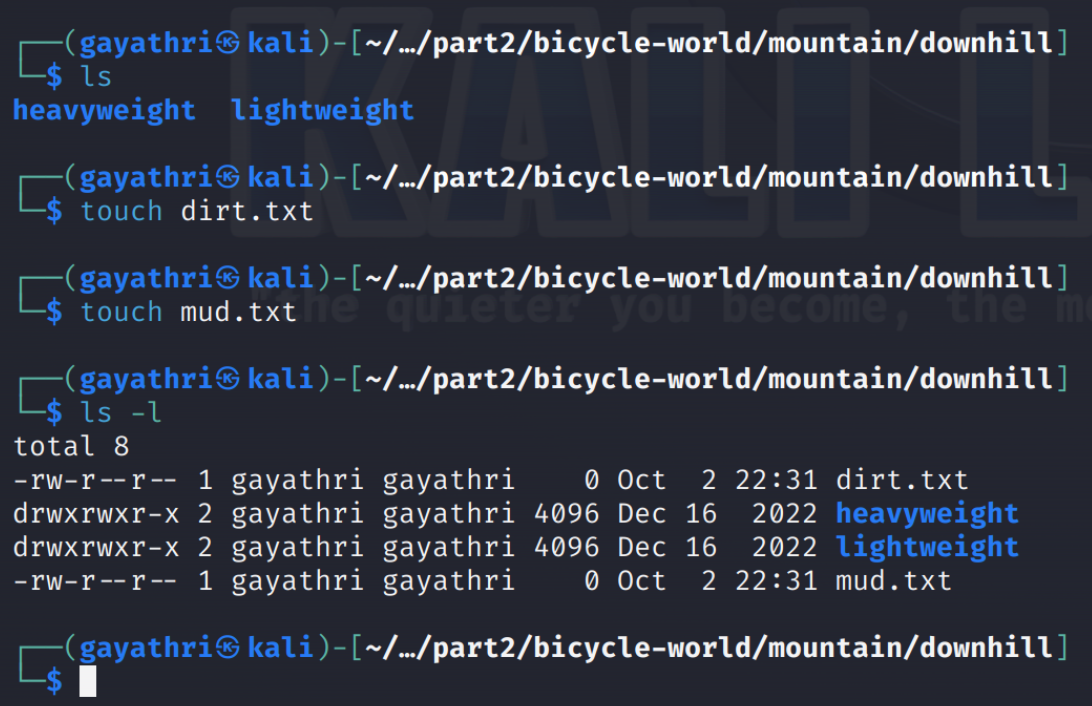 ┌──(gayathri㉿kali)-[~/…/part2/bicycle-world/mountain/downhill]
└─$ ls
heavyweight  lightweight
┌──(gayathri㉿kali)-[~/…/part2/bicycle-world/mountain/downhill]
└─$ touch dirt.txt
┌──(gayathri㉿kali)-[~/…/part2/bicycle-world/mountain/downhill]
└─$ touch mud.txt
"the quieter you become, the
┌──(gayathri㉿kali)-[~/…/part2/bicycle-world/mountain/downhill]
└─$ ls -l
total 8
-rw-r--r-- 1 gayathri gayathri    0 Oct  2 22:31 dirt.txt
drwxrwxr-x 2 gayathri gayathri 4096 Dec 16  2022 heavyweight
drwxrwxr-x 2 gayathri gayathri 4096 Dec 16  2022 lightweight
-rw-r--r-- 1 gayathri gayathri    0 Oct  2 22:31 mud.txt
┌──(gayathri㉿kali)-[~/…/part2/bicycle-world/mountain/downhill]
└─$
KALI L